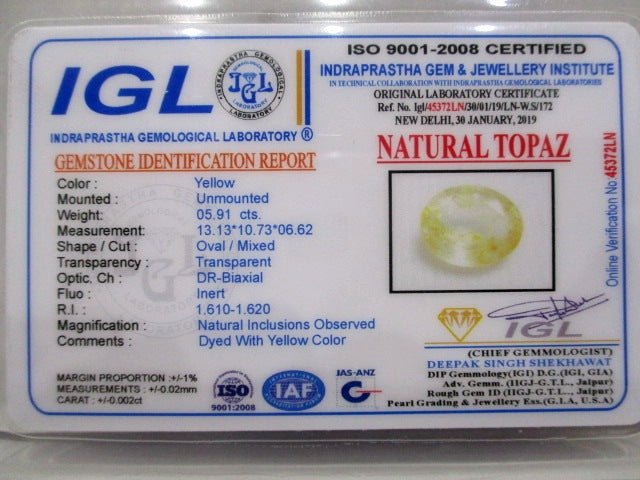 IGL
INDRAPRASTHA GEMOLOGICAL LABORATORY
JGL
INDRAPRASTHA GEMOLOGICAL LABORATORY ®
ISO 9001-2008 CERTIFIED
INDRAPRASTHA GEM & JEWELLERY INSTITUTE
IN TECHNICAL COLLABORATION WITH INDRAPRASTHA GEMOLOGICAL LABORATORIES
ORIGINAL LABORATORY CERTIFICATE
Ref. No. Igl/45372LN/30/01/19/LN-W.S/172
NEW DELHI, 30 JANUARY, 2019
GEMSTONE IDENTIFICATION REPORT
Color : Yellow
Mounted : Unmounted
Weight: 05.91 cts.
Measurement: 13.13*10.73*06.62
Shape / Cut : Oval / Mixed
Transparency : Transparent
Optic. Ch : DR-Biaxial
Fluo : Inert
R.I. : 1.610-1.620
Magnification : Natural Inclusions Observed
Comments : Dyed With Yellow Color
NATURAL TOPAZ
Online Verification No 45372LN
MARGIN PROPORTION :+/-1%
MEASUREMENTS : +/-0.02mm
CARAT : +/-0.002ct
ISO
9001:2008
IAF
JAS-ANZ
IGL
(CHIEF GEMMOLOGIST)
DEEPAK SINGH SHEKHAWAT
DIP Gemmology(IGI) D.G.(IGI, GIA)
Adv. Gemm. (IIGJ-G.T.L., Jaipur)
Rough Gem ID (IIGJ-G.T.L., Jaipur)
Pearl Grading & Jewellery Ess.(G.I.A, U.S.A)